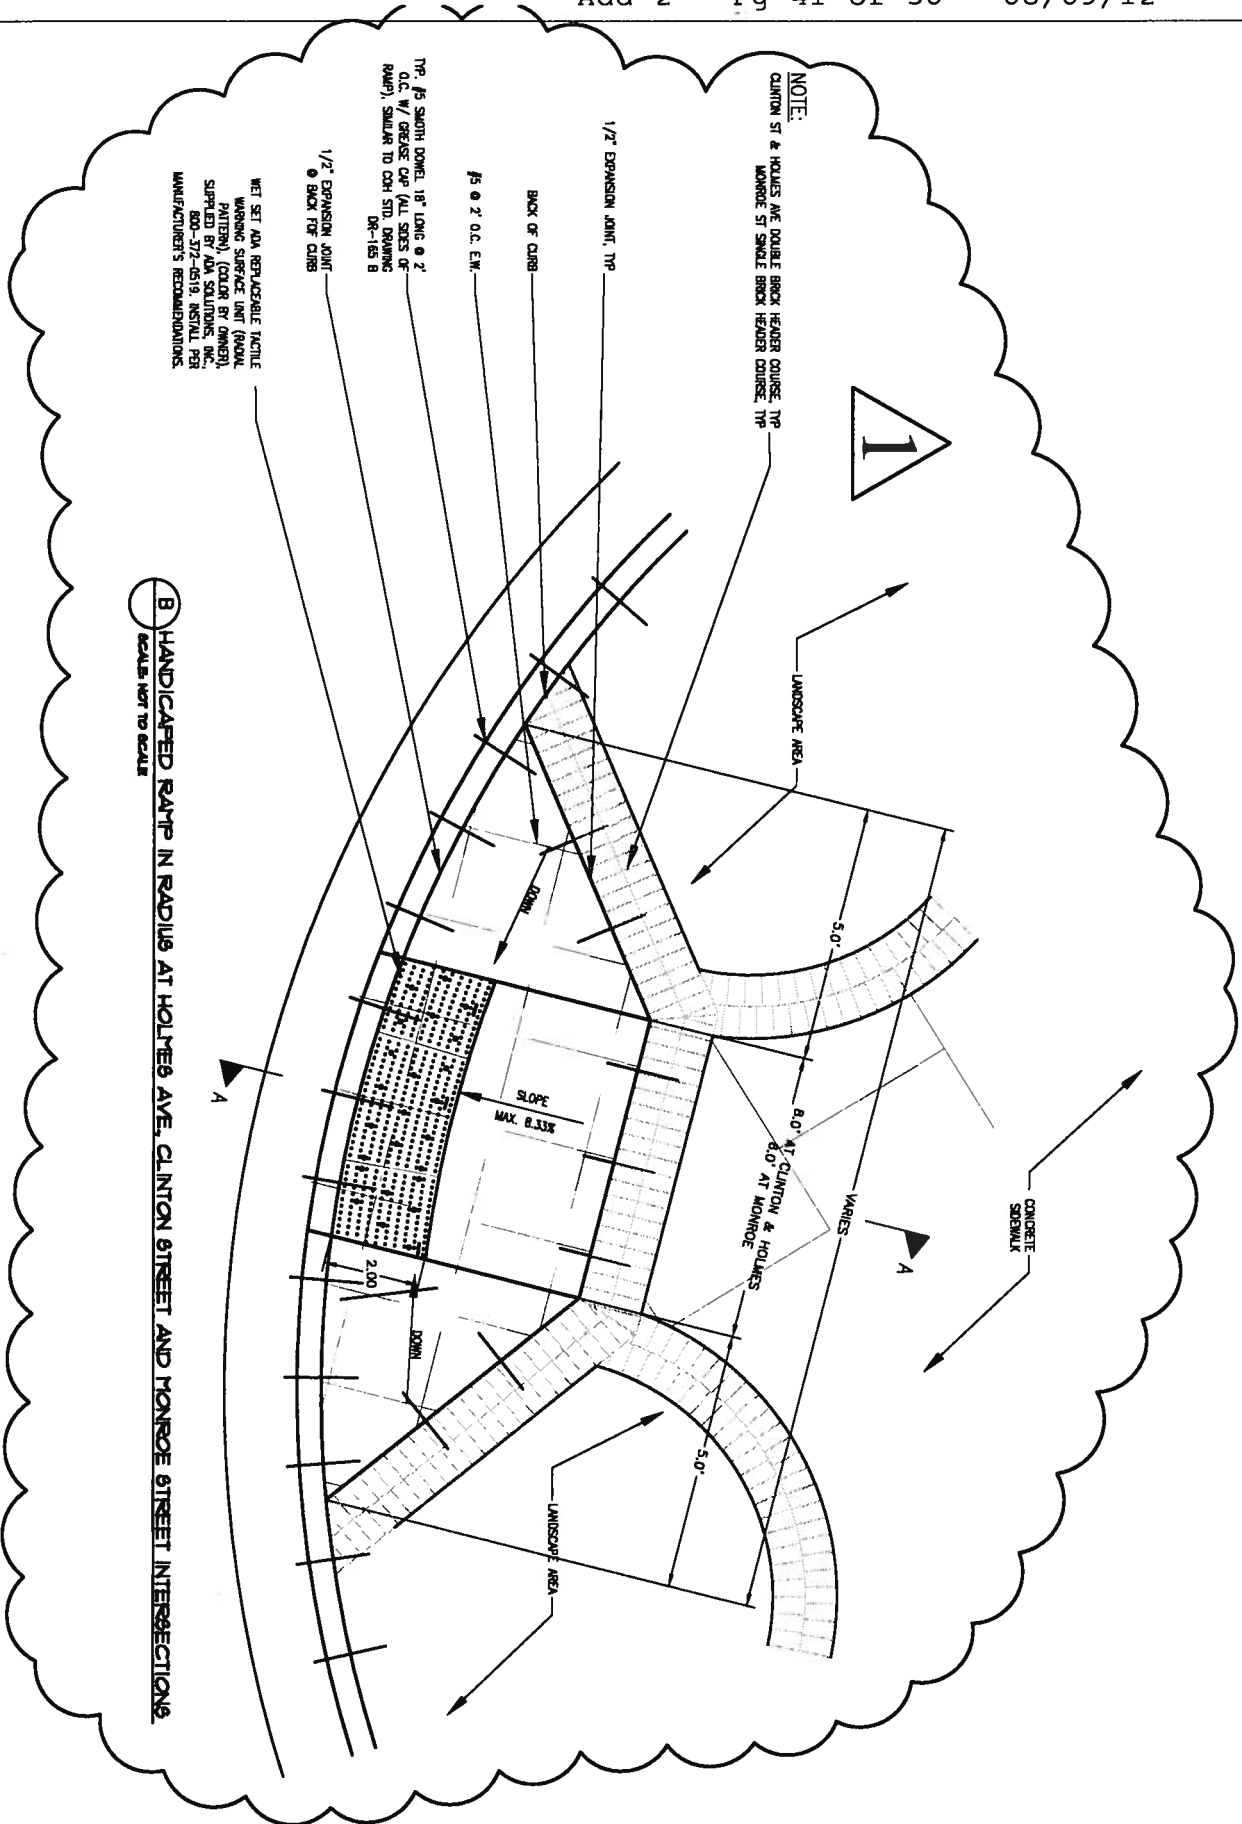 Add 2 Pg 41 of 56 08/09/12
NOTE:
CLINTON ST & HOLMES AVE DOUBLE BRICK HEADER COURSE, TYP
MONROE ST SINGLE BRICK HEADER COURSE, TYP
1
1/2" EXPANSION JOINT, TYP
BACK OF CURB
#5 @ 2' O.C. E.W.
TYP. #5 SMOTH DOWEL 18" LONG @ 2'
O.C. W/ GREASE CAP (ALL SIDES OF
RAMP). SIMILAR TO COH STD. DRAWING
DR-165 B
1/2" EXPANSION JOINT
@ BACK FOF CURB
WET SET ADA REPLACEABLE TACTILE
WARNING SURFACE UNIT (RADIAL
PATTERN), (COLOR BY OWNER),
SUPPLIED BY ADA SOLUTIONS, INC.,
800-372-0519. INSTALL PER
MANUFACTURER'S RECOMMENDATIONS.
LANDSCAPE AREA
CONCRETE
SIDEWALK
5.0'
8.0' AT CLINTON & HOLMES
6.0' AT MONROE
VARIES
5.0'
A
DOWN
SLOPE
MAX. 8.33%
2.00
DOWN
LANDSCAPE AREA
A
B
HANDICAPED RAMP IN RADIUS AT HOLMES AVE, CLINTON STREET AND MONROE STREET INTERSECTIONS
SCALE: NOT TO SCALE